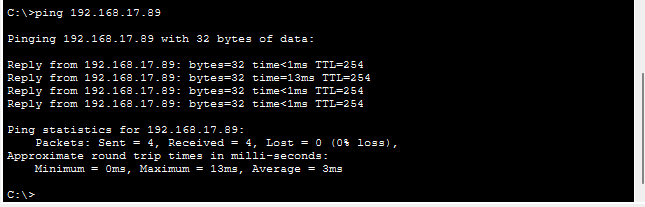 C:\>ping 192.168.17.89
Pinging 192.168.17.89 with 32 bytes of data:
Reply from 192.168.17.89: bytes=32 time<1ms TTL=254
Reply from 192.168.17.89: bytes=32 time=13ms TTL=254
Reply from 192.168.17.89: bytes=32 time<1ms TTL=254
Reply from 192.168.17.89: bytes=32 time<1ms TTL=254
Ping statistics for 192.168.17.89:
    Packets: Sent = 4, Received = 4, Lost = 0 (0% loss),
Approximate round trip times in milli-seconds:
    Minimum = 0ms, Maximum = 13ms, Average = 3ms
C:\>